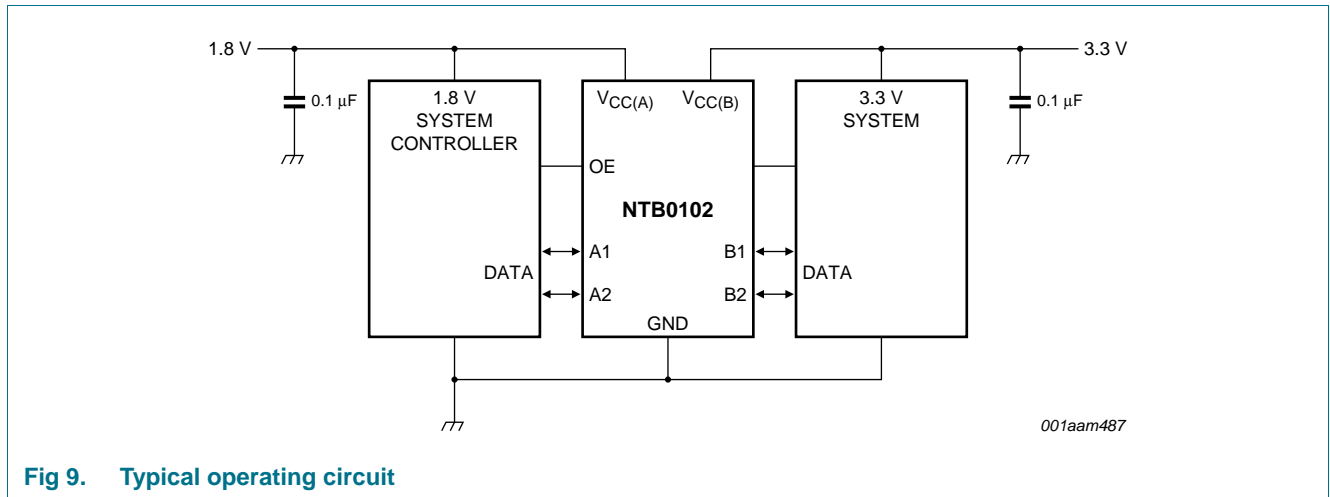 1.8 V
3.3 V
0.1 μF
1.8 V
SYSTEM
CONTROLLER
VCC(A)
VCC(B)
3.3 V
SYSTEM
0.1 μF
OE
NTB0102
A1
B1
DATA
DATA
A2
B2
GND
001aam487
Fig 9. Typical operating circuit